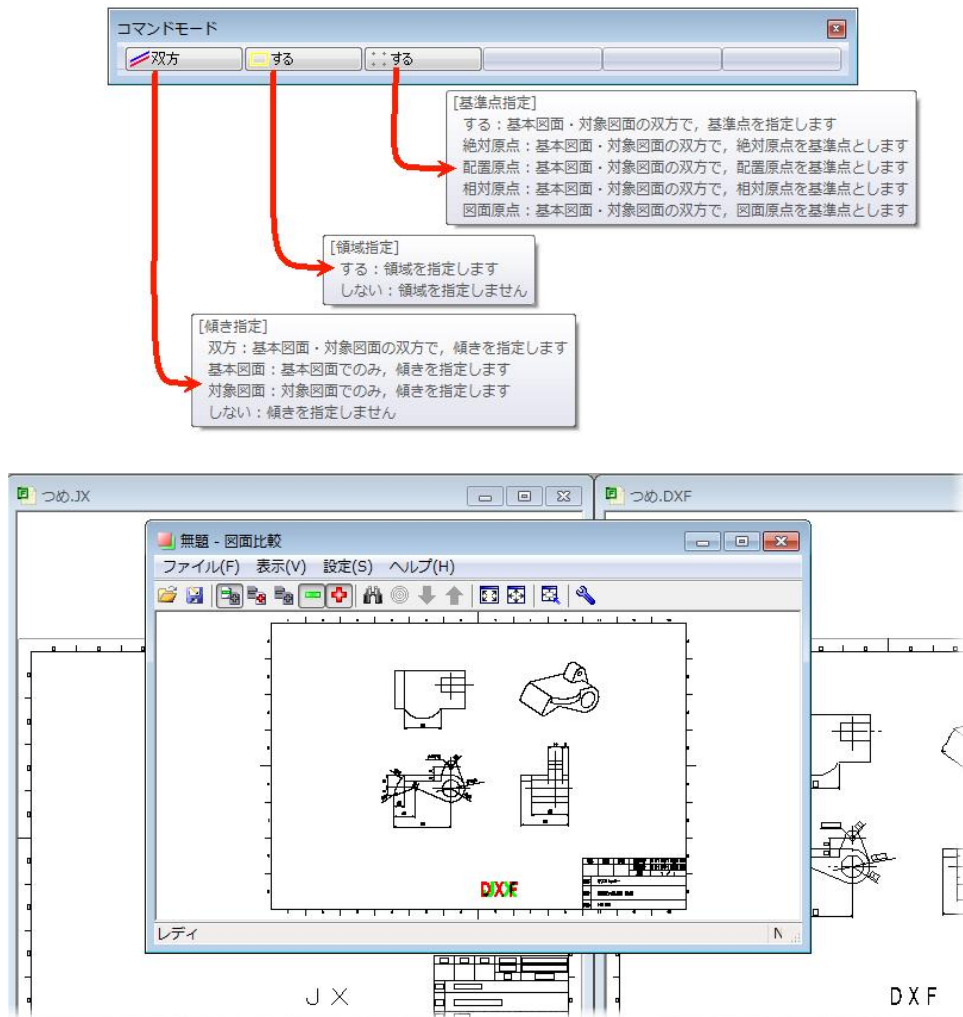 コマンドモード
双方 する する
[基準点指定]
する：基本図面・対象図面の双方で，基準点を指定します
絶対原点：基本図面・対象図面の双方で，絶対原点を基準点とします
配置原点：基本図面・対象図面の双方で，配置原点を基準点とします
相対原点：基本図面・対象図面の双方で，相対原点を基準点とします
図面原点：基本図面・対象図面の双方で，図面原点を基準点とします
[領域指定]
する：領域を指定します
しない：領域を指定しません
[傾き指定]
双方：基本図面・対象図面の双方で，傾きを指定します
基本図面：基本図面でのみ，傾きを指定します
対象図面：対象図面でのみ，傾きを指定します
しない：傾きを指定しません
つめ.JX
つめ.DXF
無題 - 図面比較
ファイル(F) 表示(V) 設定(S) ヘルプ(H)
レディ
J X
D X F